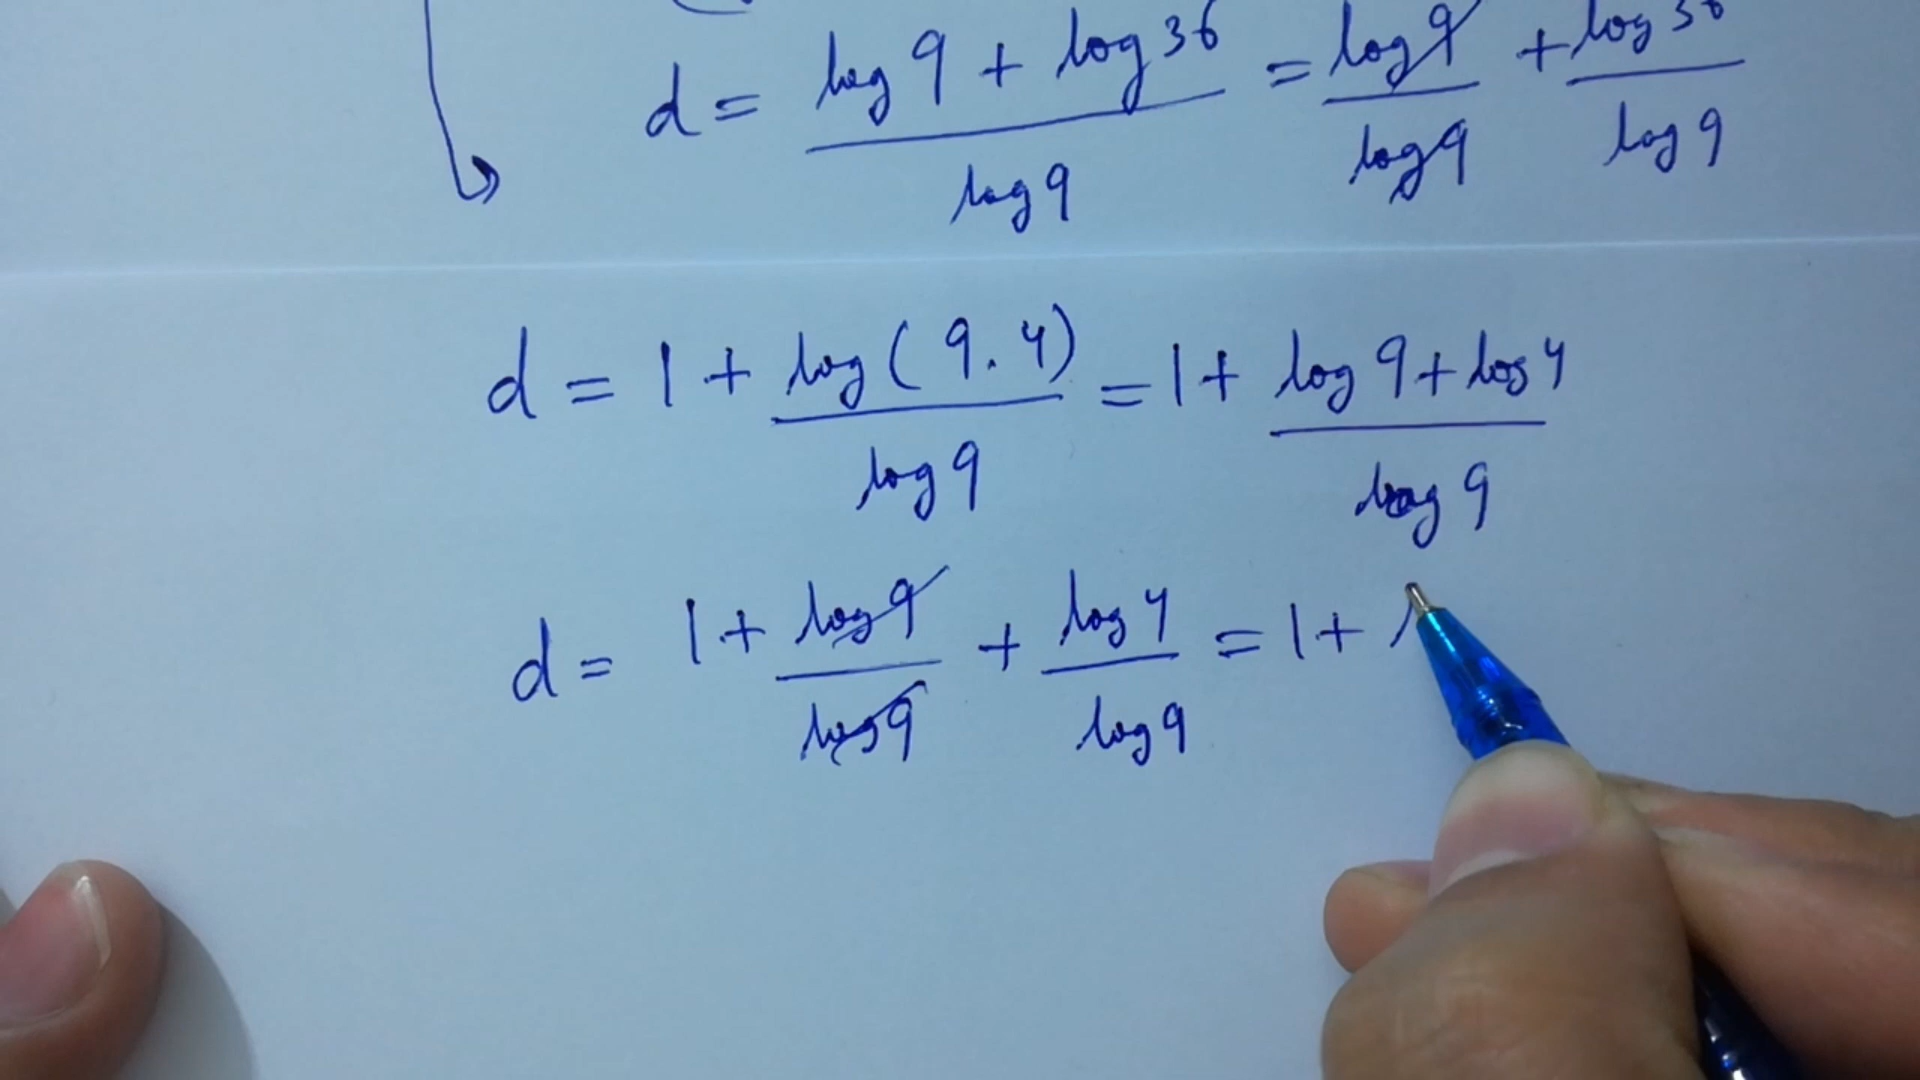 d = (log 9 + log 36) / log 9 = log 9 / log 9 + log 36 / log 9
d = 1 + log(9.4) / log 9 = 1 + (log 9 + log 4) / log 9
d = 1 + log 9 / log 9 + log 4 / log 9 = 1 +